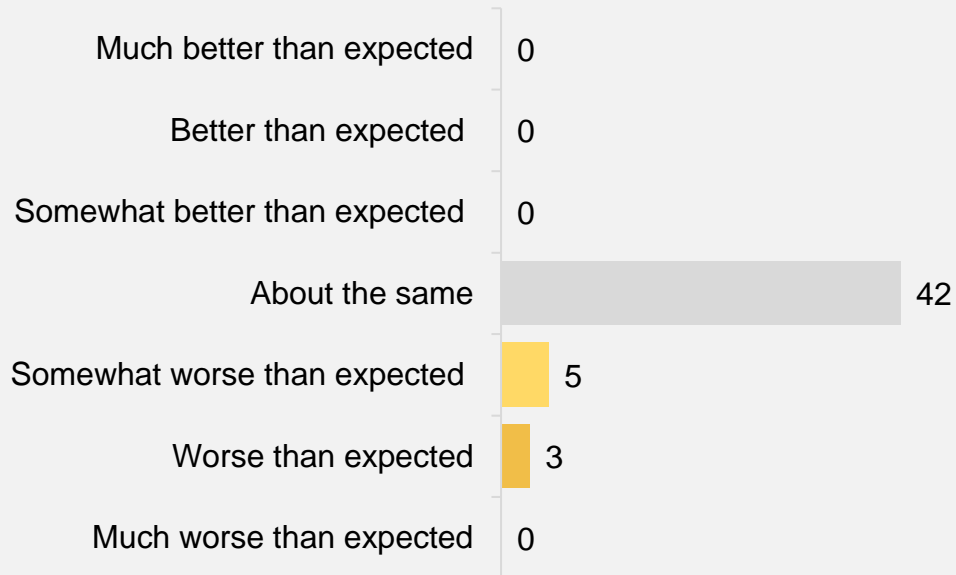 Much better than expected 0
Better than expected 0
Somewhat better than expected 0
About the same 42
Somewhat worse than expected 5
Worse than expected 3
Much worse than expected 0